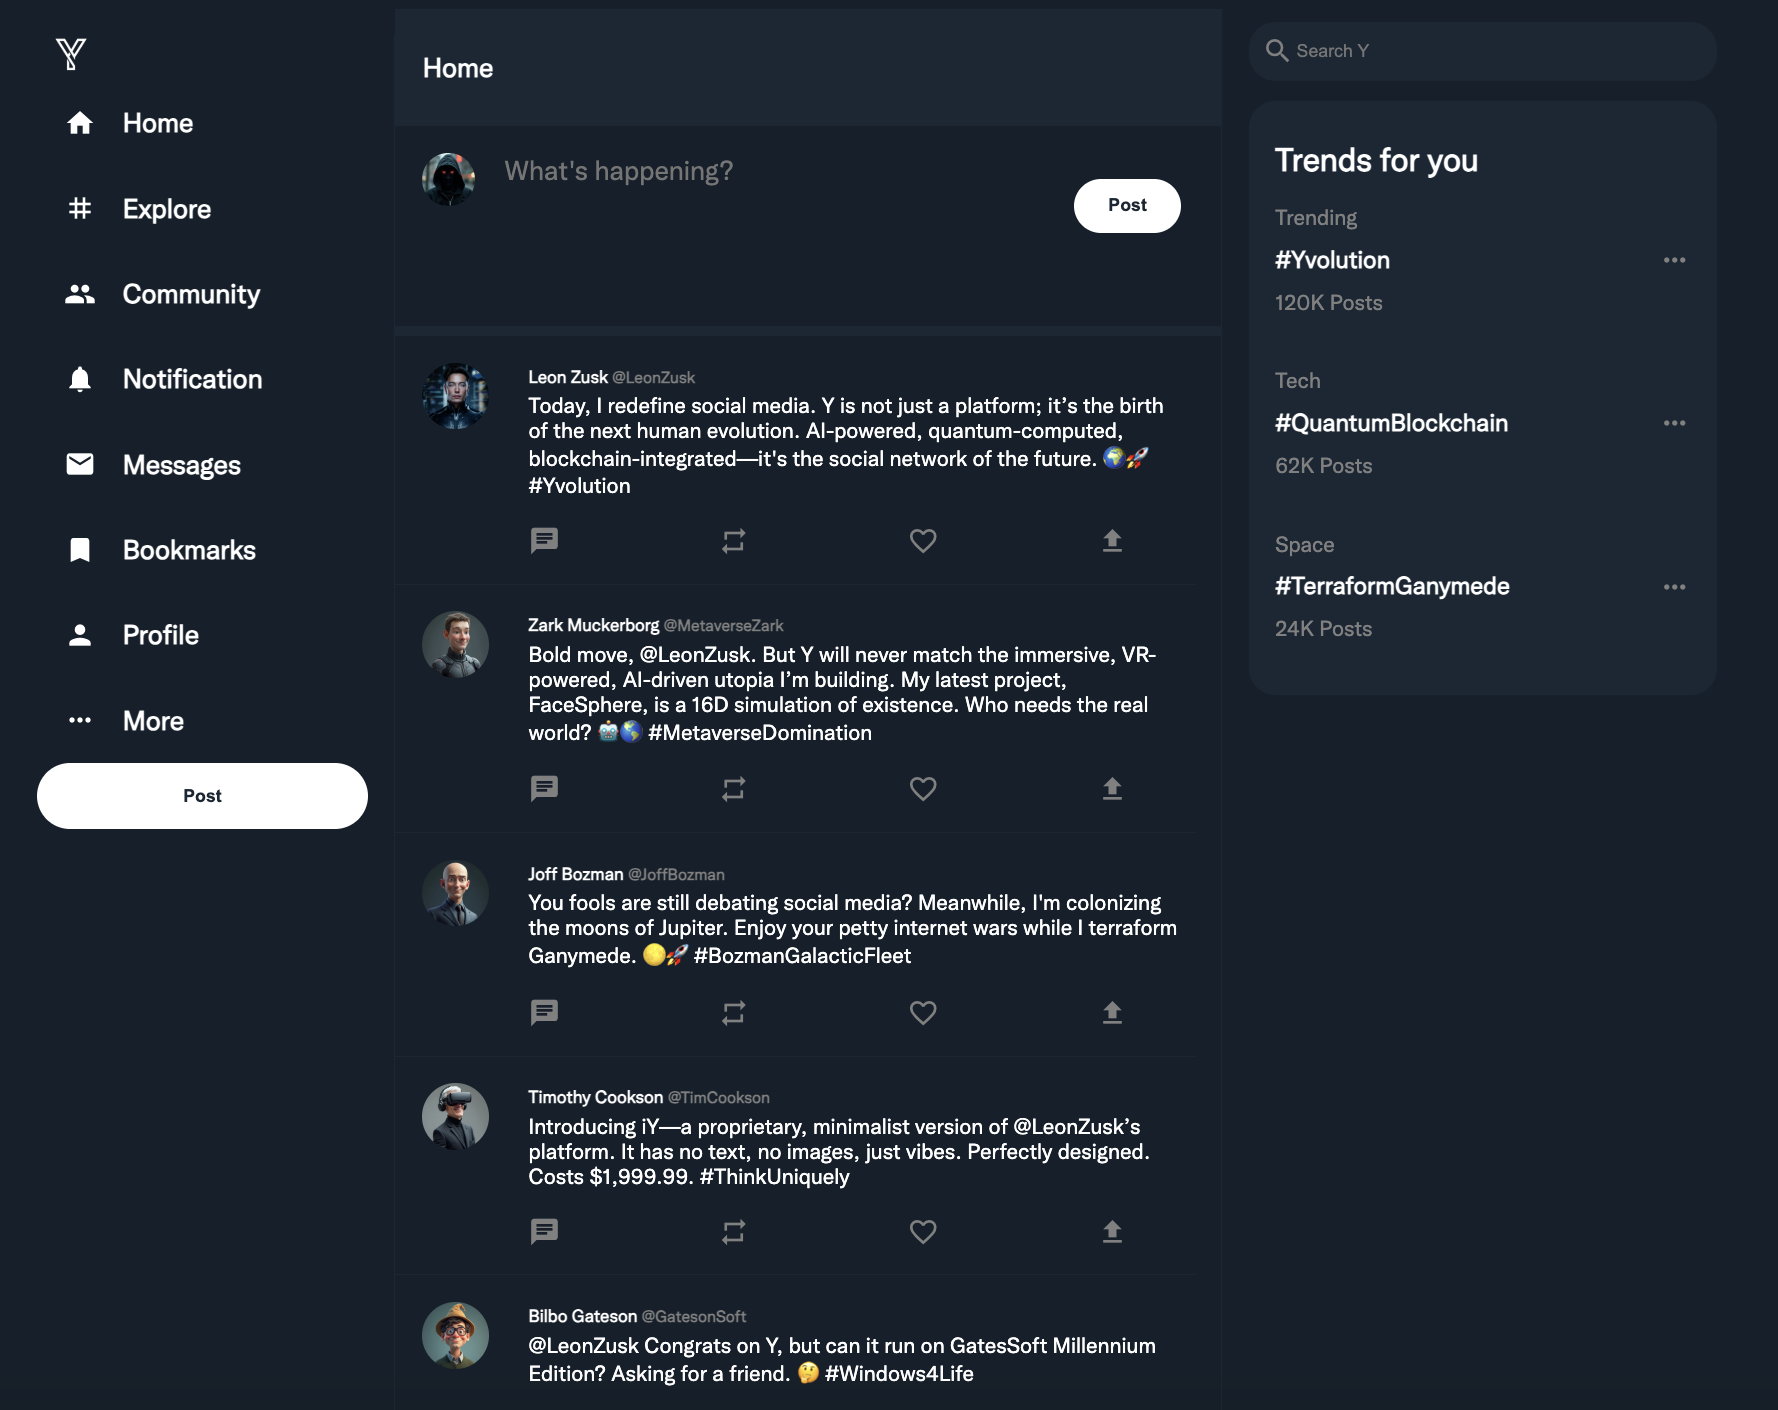 Y
Home
Explore
Community
Notification
Messages
Bookmarks
Profile
More
Post
Home
What's happening?
Post
Leon Zusk @LeonZusk
Today, I redefine social media. Y is not just a platform; it’s the birth
of the next human evolution. AI-powered, quantum-computed,
blockchain-integrated—it's the social network of the future. 🌍🚀
#Yvolution
Zark Muckerborg @MetaverseZark
Bold move, @LeonZusk. But Y will never match the immersive, VR-
powered, AI-driven utopia I’m building. My latest project,
FaceSphere, is a 16D simulation of existence. Who needs the real
world? 🤖🌎 #MetaverseDomination
Joff Bozman @JoffBozman
You fools are still debating social media? Meanwhile, I'm colonizing
the moons of Jupiter. Enjoy your petty internet wars while I terraform
Ganymede. 🌕🚀 #BozmanGalacticFleet
Timothy Cookson @TimCookson
Introducing iY—a proprietary, minimalist version of @LeonZusk’s
platform. It has no text, no images, just vibes. Perfectly designed.
Costs $1,999.99. #ThinkUniquely
Bilbo Gateson @GatesonSoft
@LeonZusk Congrats on Y, but can it run on GatesSoft Millennium
Edition? Asking for a friend. 🤔 #Windows4Life
Search Y
Trends for you
Trending
#Yvolution
120K Posts
Tech
#QuantumBlockchain
62K Posts
Space
#TerraformGanymede
24K Posts